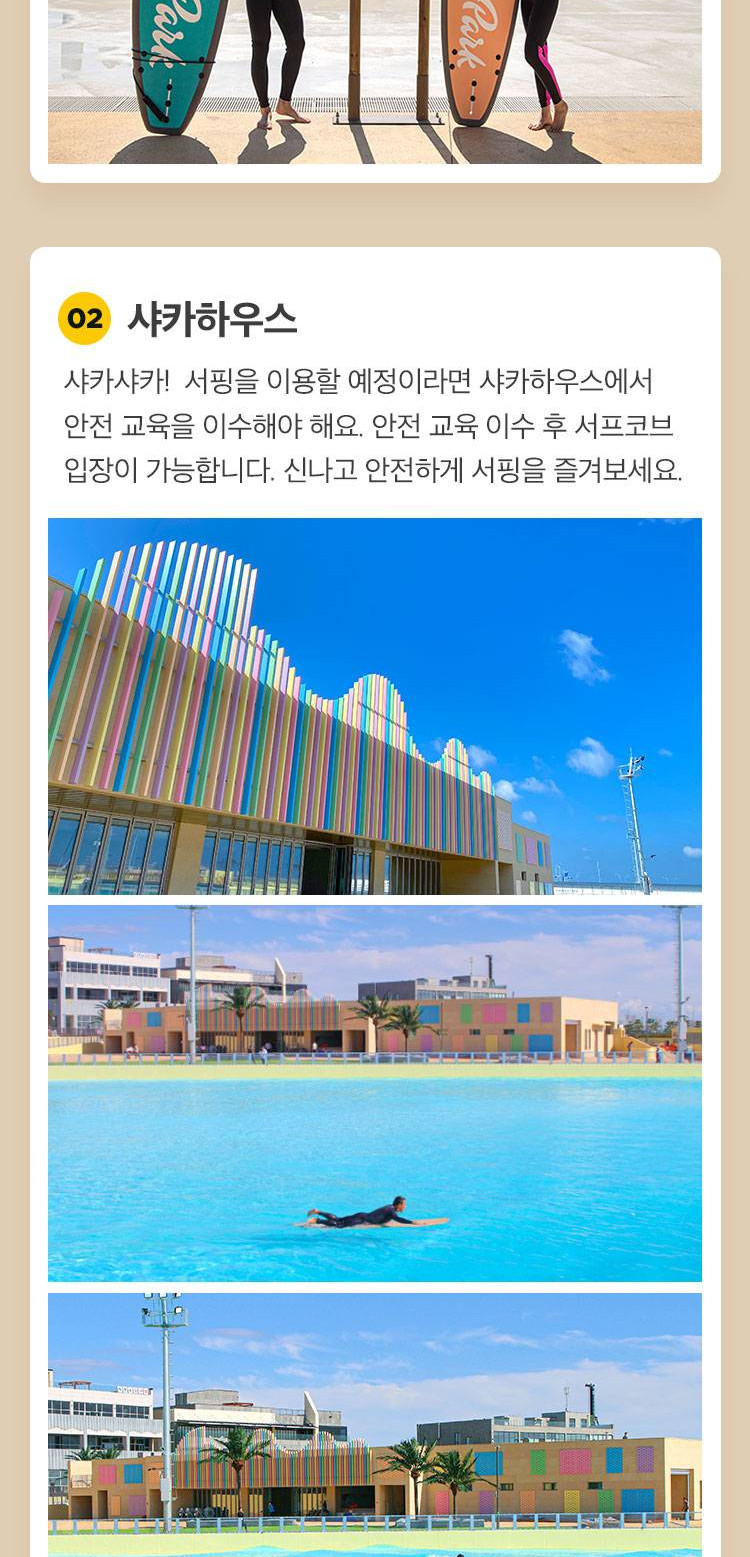 Park
Park
02 샤카하우스
샤카샤카! 서핑을 이용할 예정이라면 샤카하우스에서
안전 교육을 이수해야 해요. 안전 교육 이수 후 서프코브
입장이 가능합니다. 신나고 안전하게 서핑을 즐겨보세요.